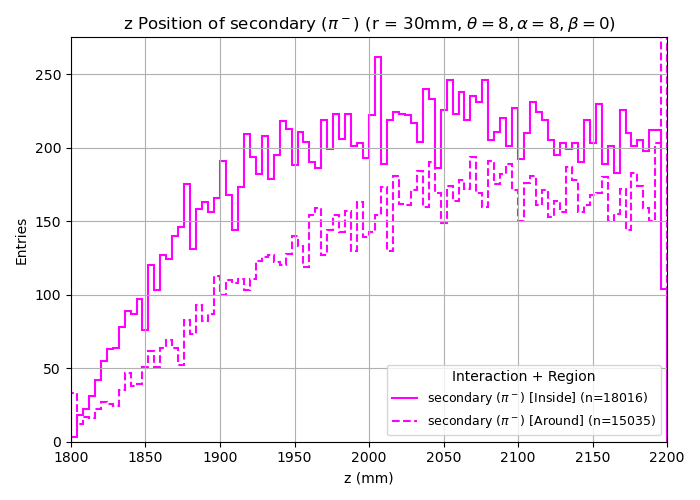 z Position of secondary (π⁻) (r = 30mm, θ = 8, α = 8, β = 0)
Entries
250
200
150
100
50
0
1800 1850 1900 1950 2000 2050 2100 2150 2200
z (mm)
Interaction + Region
secondary (π⁻) [Inside] (n=18016)
secondary (π⁻) [Around] (n=15035)